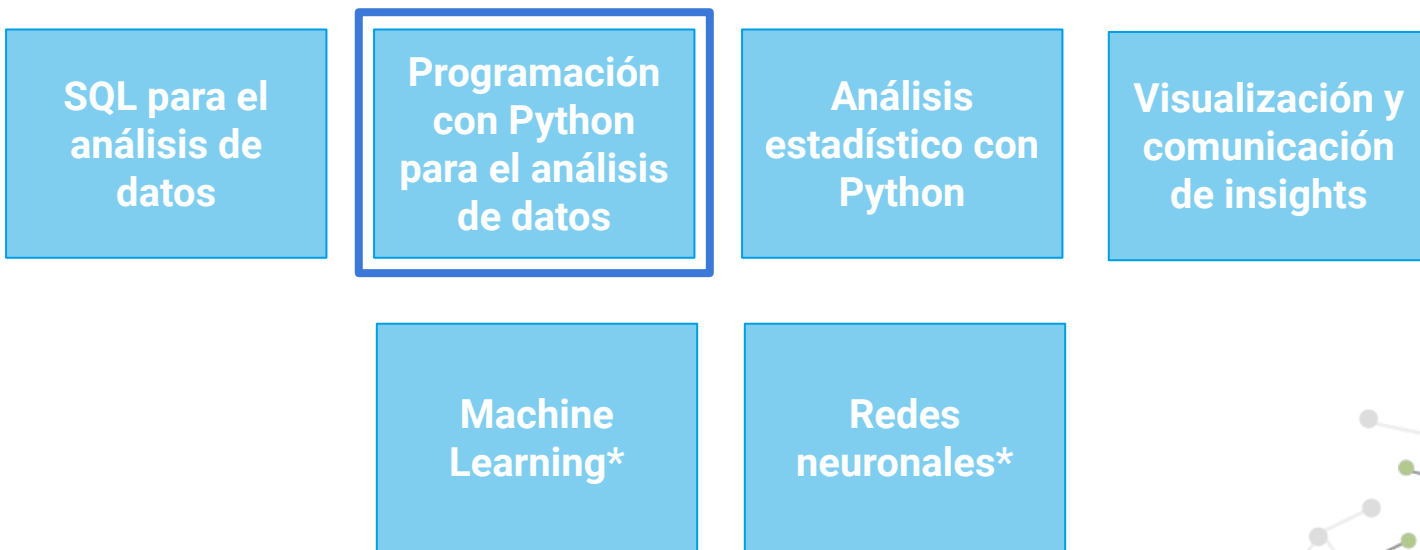 SQL para el
análisis de
datos
Programación
con Python
para el análisis
de datos
Análisis
estadístico con
Python
Visualización y
comunicación
de insights
Machine
Learning*
Redes
neuronales*